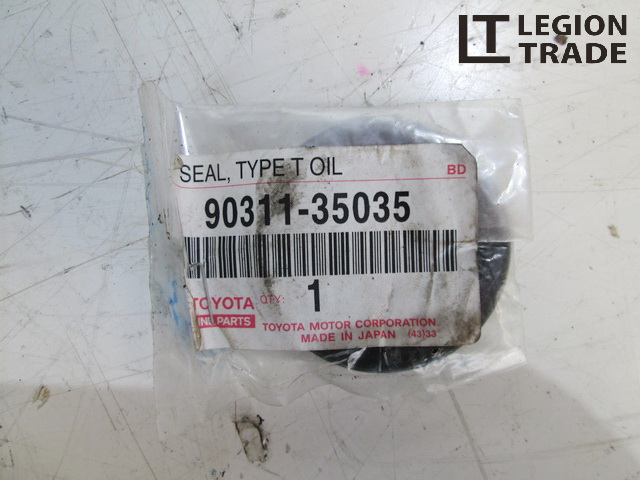 LT LEGION
TRADE
SEAL, TYPE T OIL
BD
90311-35035
TOYOTA QTY: 1
PARTS
TOYOTA MOTOR CORPORATION
MADE IN JAPAN (43)33